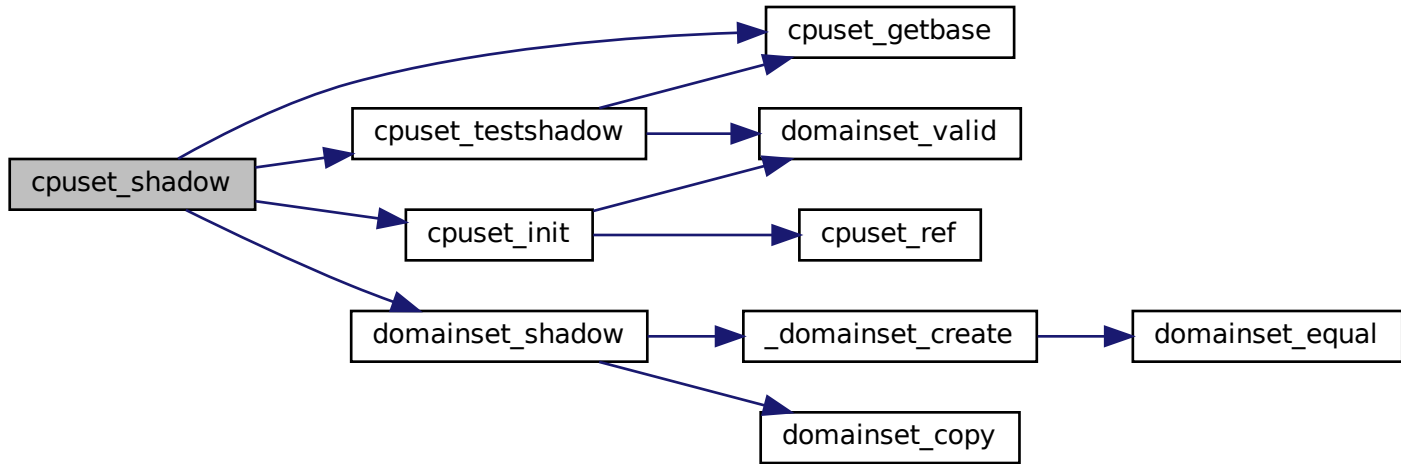 cpuset_shadow
cpuset_getbase
cpuset_testshadow
domainset_valid
cpuset_init
cpuset_ref
domainset_shadow
_domainset_create
domainset_equal
domainset_copy